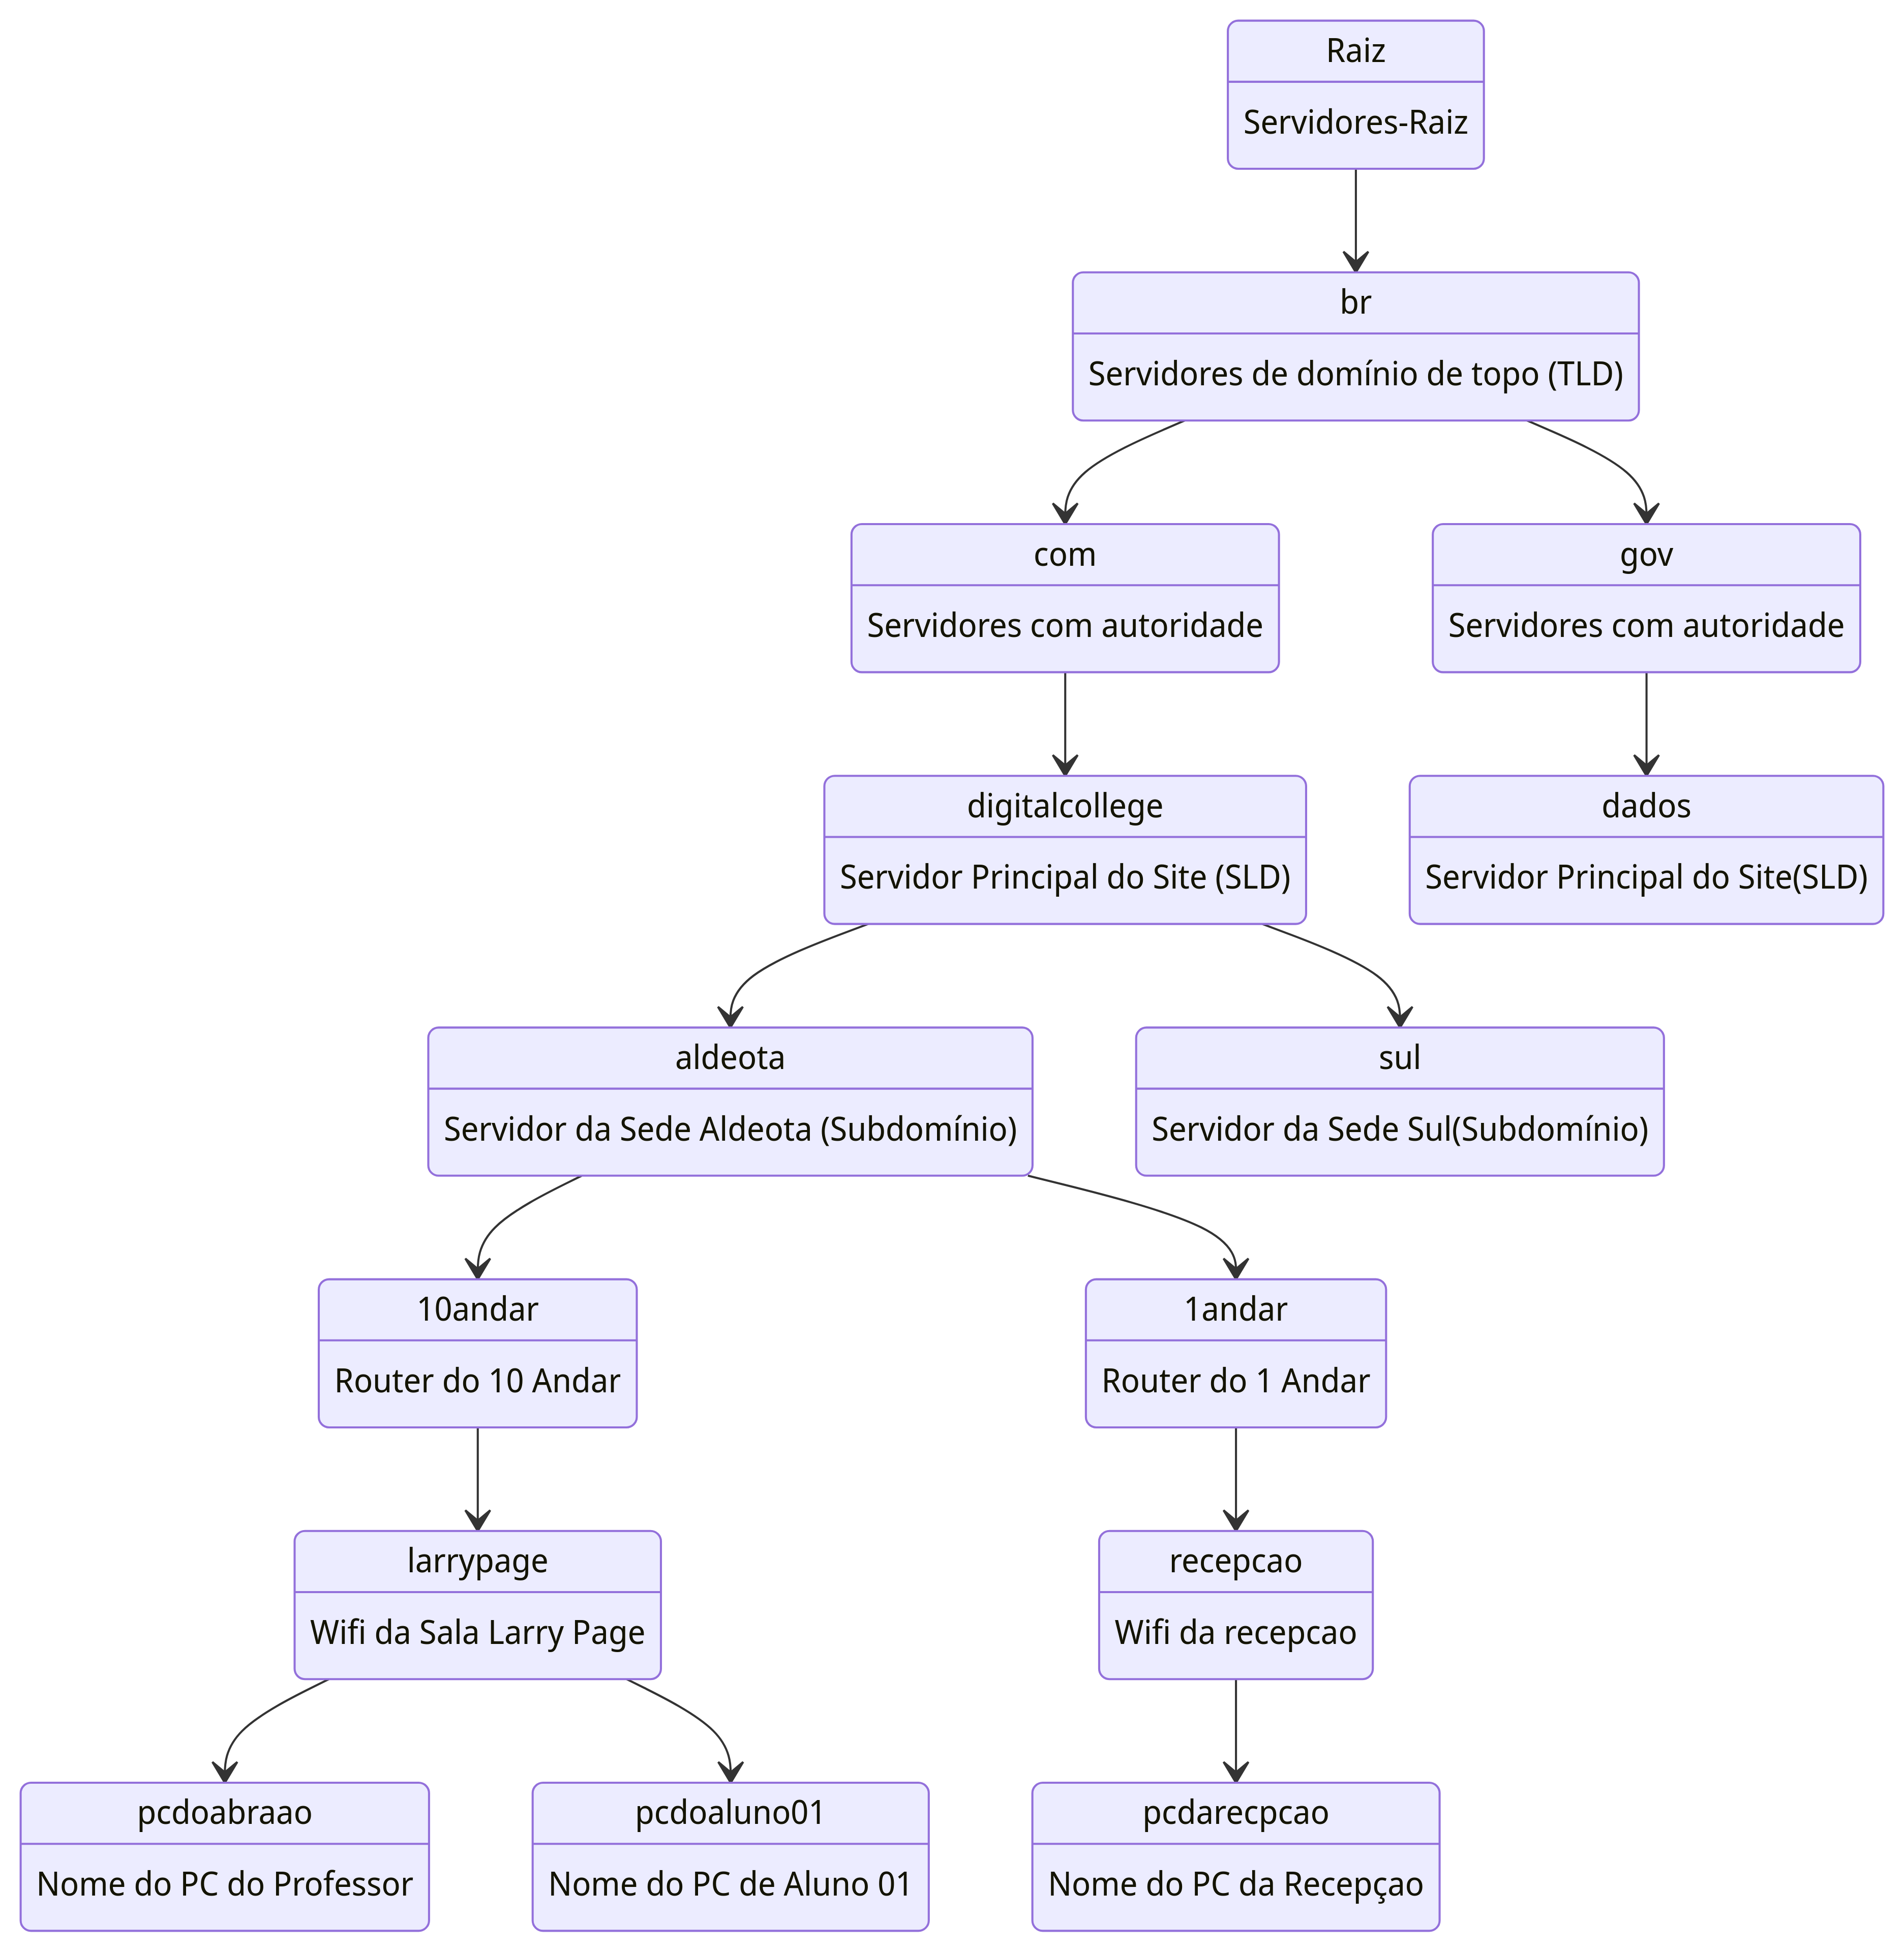 Raiz
Servidores-Raiz
br
Servidores de domínio de topo (TLD)
com
Servidores com autoridade
gov
Servidores com autoridade
digitalcollege
Servidor Principal do Site (SLD)
dados
Servidor Principal do Site(SLD)
aldeota
Servidor da Sede Aldeota (Subdomínio)
sul
Servidor da Sede Sul(Subdomínio)
10andar
Router do 10 Andar
1andar
Router do 1 Andar
larrypage
Wifi da Sala Larry Page
recepcao
Wifi da recepcao
pcdoabraao
Nome do PC do Professor
pcdoaluno01
Nome do PC de Aluno 01
pcdarecpcao
Nome do PC da Recepçao